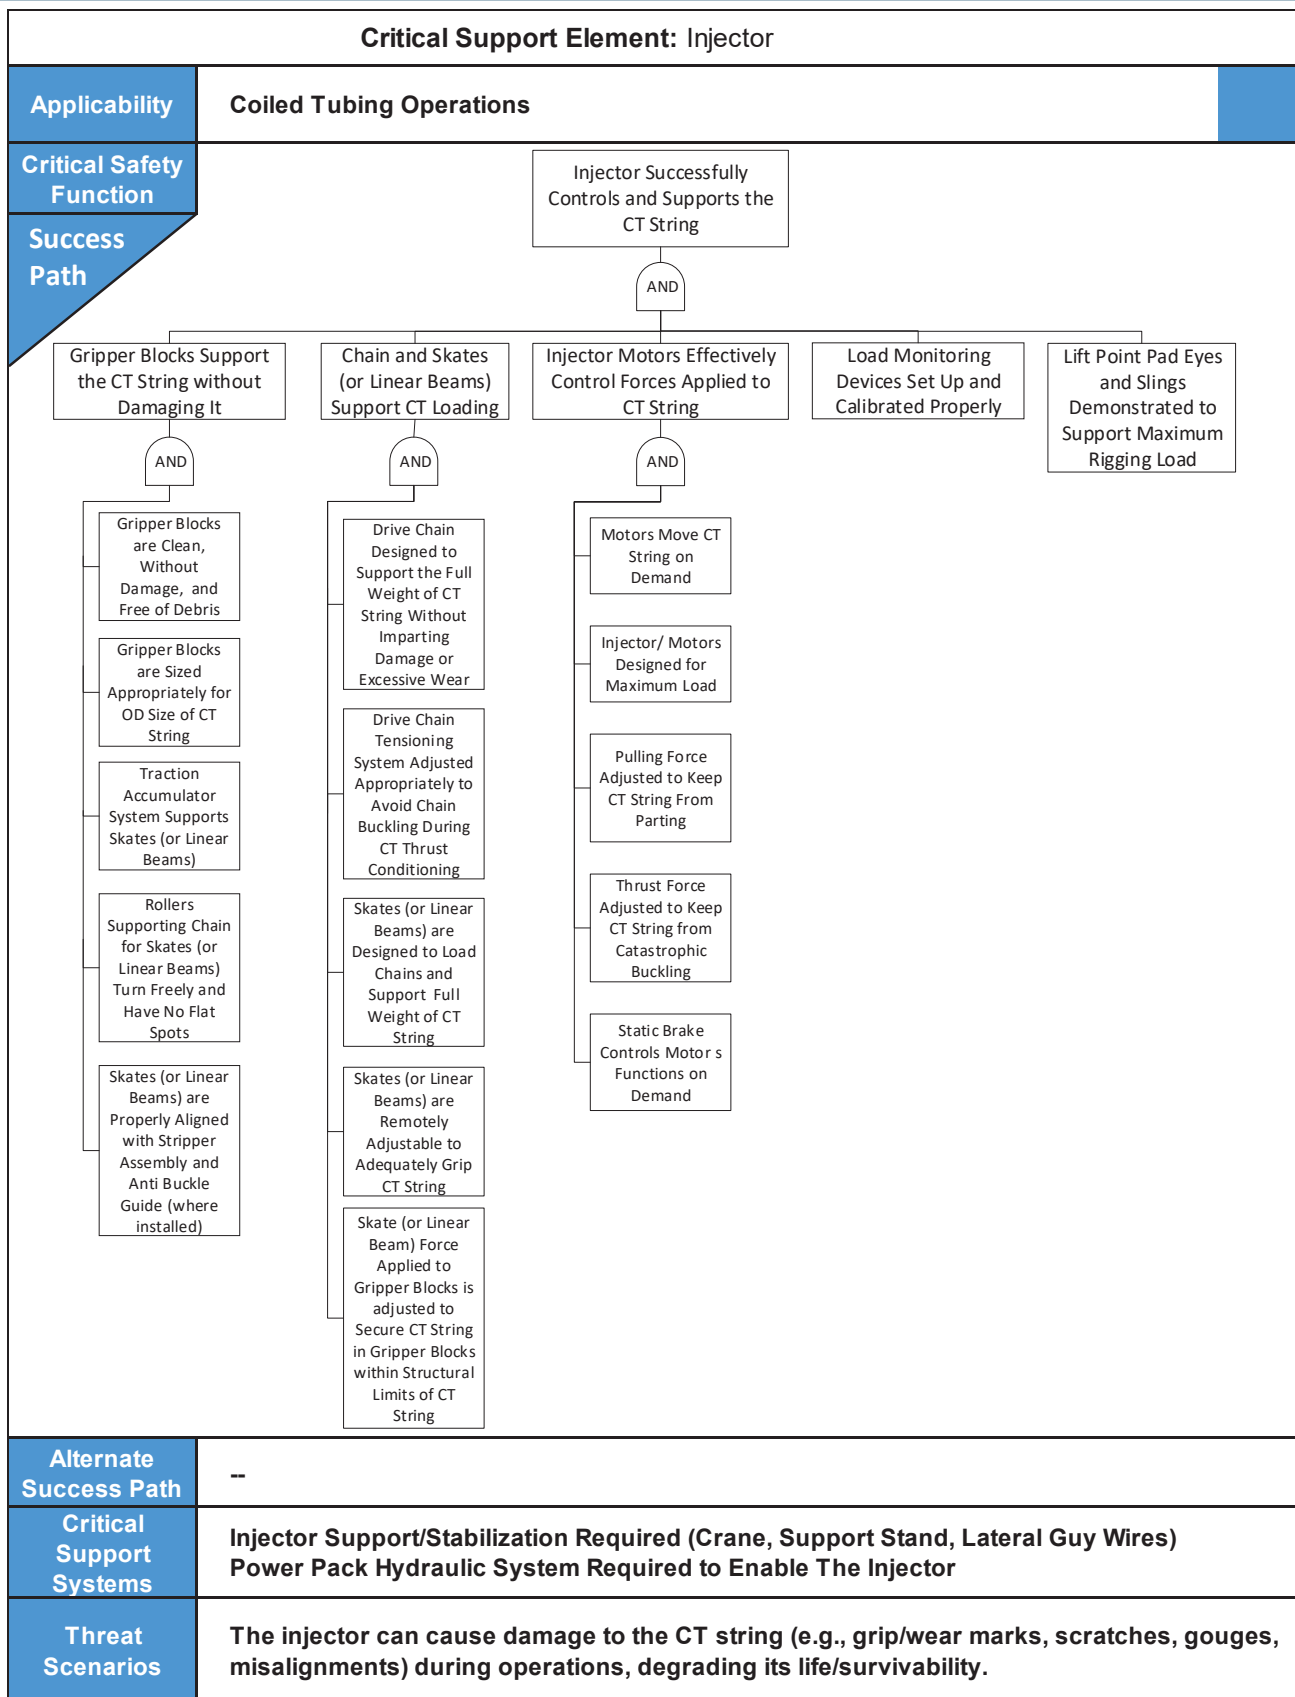 Critical Support Element: Injector
Applicability
Coiled Tubing Operations
Critical Safety
Function
Success
Path
Injector Successfully
Controls and Supports the
CT String
AND
Gripper Blocks Support
the CT String without
Damaging It
Chain and Skates
(or Linear Beams)
Support CT Loading
Injector Motors Effectively
Control Forces Applied to
CT String
Load Monitoring
Devices Set Up and
Calibrated Properly
Lift Point Pad Eyes
and Slings
Demonstrated to
Support Maximum
Rigging Load
AND
AND
AND
Gripper Blocks
are Clean,
Without
Damage, and
Free of Debris
Gripper Blocks
are Sized
Appropriately for
OD Size of CT
String
Traction
Accumulator
System Supports
Skates (or Linear
Beams)
Rollers
Supporting Chain
for Skates (or
Linear Beams)
Turn Freely and
Have No Flat
Spots
Skates (or Linear
Beams) are
Properly Aligned
with Stripper
Assembly and
Anti Buckle
Guide (where
installed)
Drive Chain
Designed to
Support the Full
Weight of CT
String Without
Imparting
Damage or
Excessive Wear
Drive Chain
Tensioning
System Adjusted
Appropriately to
Avoid Chain
Buckling During
CT Thrust
Conditioning
Skates (or Linear
Beams) are
Designed to Load
Chains and
Support Full
Weight of CT
String
Skates (or Linear
Beams) are
Remotely
Adjustable to
Adequately Grip
CT String
Skate (or Linear
Beam) Force
Applied to
Gripper Blocks is
adjusted to
Secure CT String
in Gripper Blocks
within Structural
Limits of CT
String
Motors Move CT
String on
Demand
Injector/ Motors
Designed for
Maximum Load
Pulling Force
Adjusted to Keep
CT String From
Parting
Thrust Force
Adjusted to Keep
CT String from
Catastrophic
Buckling
Static Brake
Controls Motor s
Functions on
Demand
Alternate
Success Path
--
Critical
Support
Systems
Injector Support/Stabilization Required (Crane, Support Stand, Lateral Guy Wires)
Power Pack Hydraulic System Required to Enable The Injector
Threat
Scenarios
The injector can cause damage to the CT string (e.g., grip/wear marks, scratches, gouges,
misalignments) during operations, degrading its life/survivability.